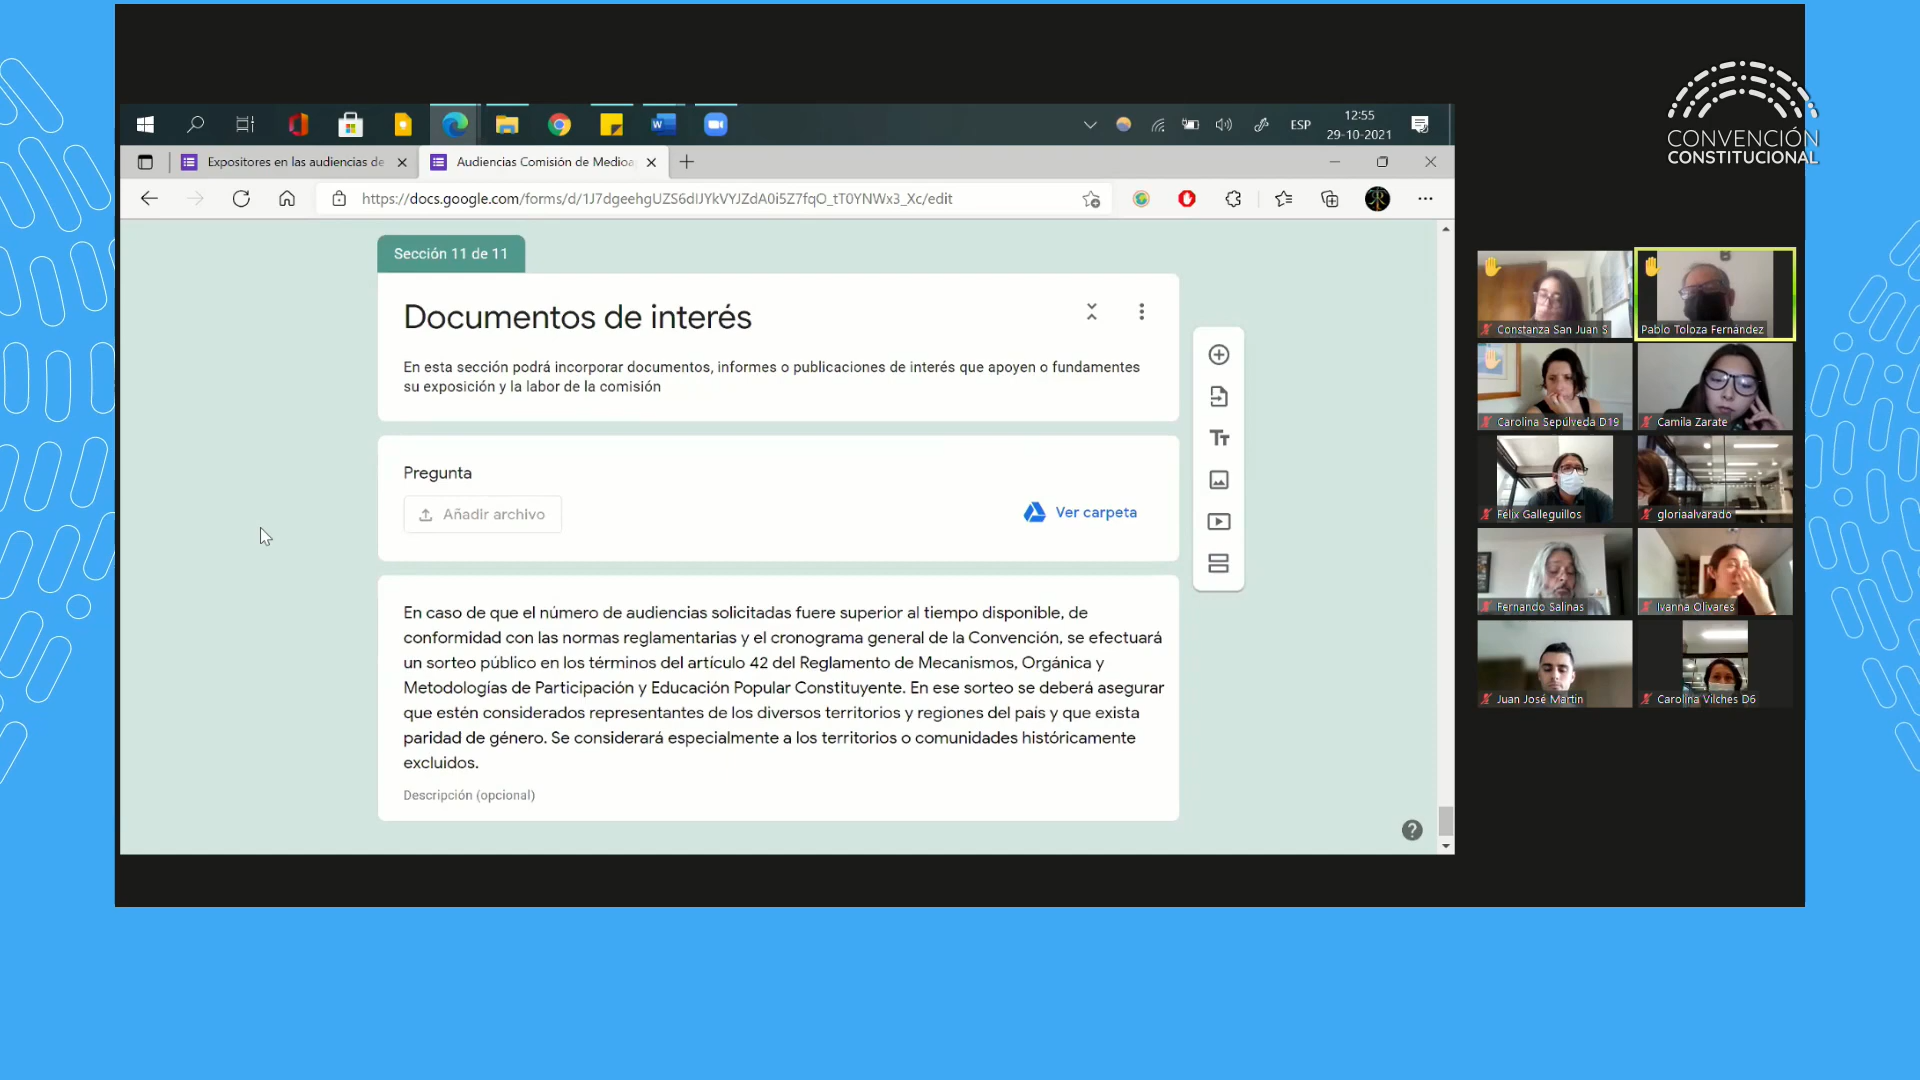 CONVENCIÓN
CONSTITUCIONAL
ESP
12:55
29-10-2021
Expositores en las audiencias de
Audiencias Comisión de Medioa
https://docs.google.com/forms/d/1J7dgeehgUZS6dIJYkVYJZdA0i5Z7fqO_tT0YNWx3_Xc/edit
Sección 11 de 11
Documentos de interés
En esta sección podrá incorporar documentos, informes o publicaciones de interés que apoyen o fundamentes
su exposición y la labor de la comisión
Pregunta
Añadir archivo
Ver carpeta
En caso de que el número de audiencias solicitadas fuere superior al tiempo disponible, de
conformidad con las normas reglamentarias y el cronograma general de la Convención, se efectuará
un sorteo público en los términos del artículo 42 del Reglamento de Mecanismos, Orgánica y
Metodologías de Participación y Educación Popular Constituyente. En ese sorteo se deberá asegurar
que estén considerados representantes de los diversos territorios y regiones del país y que exista
paridad de género. Se considerará especialmente a los territorios o comunidades históricamente
excluidos.
Descripción (opcional)
Constanza San Juan S
Pablo Toloza Fernández
Carolina Sepúlveda D19
Camila Zarate
Félix Galleguillos
gloriaalvarado
Fernando Salinas
Ivanna Olivares
Juan José Martin
Carolina Vilches D6